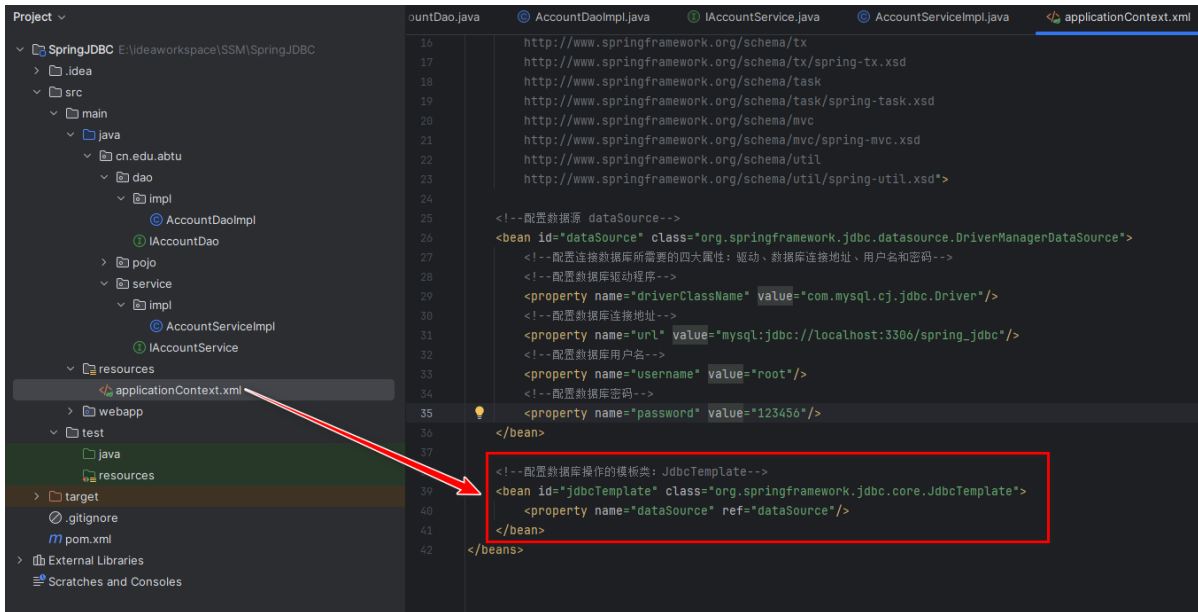 Project
SpringJDBC E:\ideaworkspace\SSM\SpringJDBC
.idea
src
main
java
cn.edu.abtu
dao
impl
AccountDaoImpl
IAccountDao
pojo
service
impl
AccountServiceImpl
IAccountService
resources
applicationContext.xml
webapp
test
java
resources
target
.gitignore
pom.xml
External Libraries
Scratches and Consoles
ountDao.java AccountDaoImpl.java IAccountService.java AccountServiceImpl.java applicationContext.xml
16 http://www.springframework.org/schema/tx
17 http://www.springframework.org/schema/tx/spring-tx.xsd
18 http://www.springframework.org/schema/task
19 http://www.springframework.org/schema/task/spring-task.xsd
20 http://www.springframework.org/schema/mvc
21 http://www.springframework.org/schema/mvc/spring-mvc.xsd
22 http://www.springframework.org/schema/util
23 http://www.springframework.org/schema/util/spring-util.xsd">
24
25 <!--配置数据源 dataSource-->
26 <bean id="dataSource" class="org.springframework.jdbc.datasource.DriverManagerDataSource">
27 <!--配置连接数据库所需要的四大属性：驱动、数据库连接地址、用户名和密码-->
28 <!--配置数据库驱动程序-->
29 <property name="driverClassName" value="com.mysql.cj.jdbc.Driver"/>
30 <!--配置数据库连接地址-->
31 <property name="url" value="mysql:jdbc://localhost:3306/spring_jdbc"/>
32 <!--配置数据库用户名-->
33 <property name="username" value="root"/>
34 <!--配置数据库密码-->
35 <property name="password" value="123456"/>
36 </bean>
37
<!--配置数据库操作的模板类：JdbcTemplate-->
39 <bean id="jdbcTemplate" class="org.springframework.jdbc.core.JdbcTemplate">
40 <property name="dataSource" ref="dataSource"/>
41 </bean>
42 </beans>